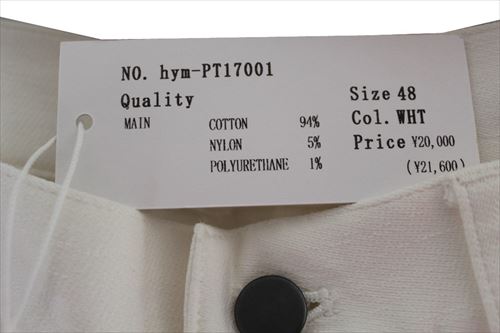 NO. hym-PT17001
Quality
MAIN COTTON 94%
NYLON 5%
POLYURETHANE 1%
Size 48
Col. WHT
Price ¥20,000
(¥21,600)